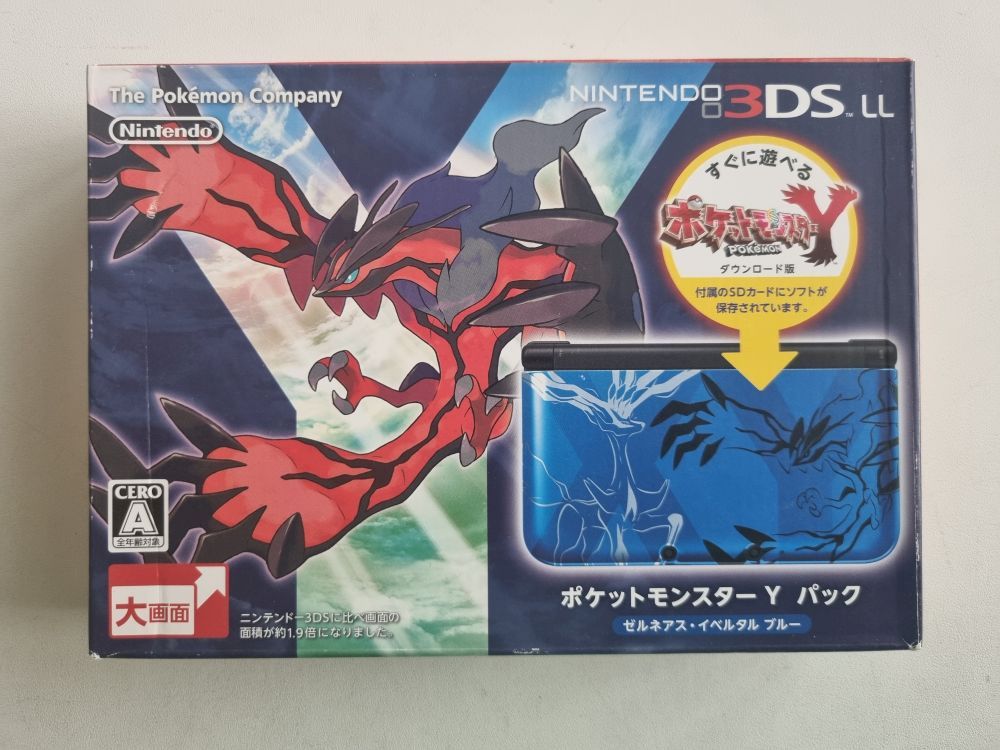 The Pokémon Company
Nintendo
NINTENDO3DS™ LL
すぐに遊べる
ポケットモンスターY
POKÉMON
ダウンロード版
付属のSDカードにソフトが
保存されています。
CERO
A
全年齢対象
大画面
ニンテンドー3DSに比べ画面の
面積が約1.9倍になりました。
ポケットモンスター Y パック
ゼルネアス・イベルタル ブルー